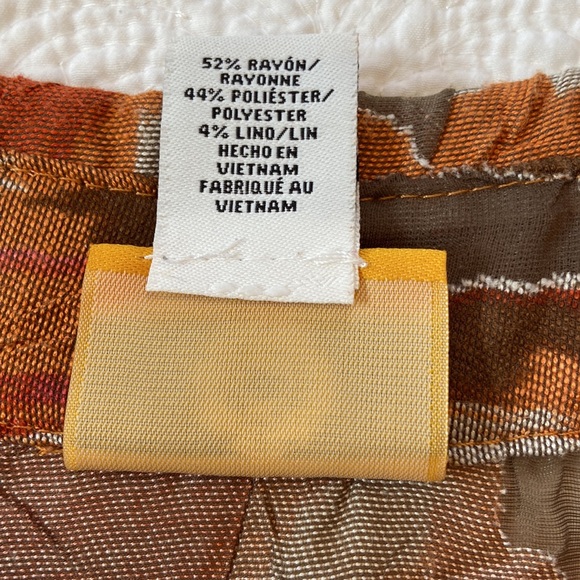 52% RAYÓN/
RAYONNE
44% POLIÉSTER/
POLYESTER
4% LINO/LIN
HECHO EN
VIETNAM
FABRIQUÉ AU
VIETNAM